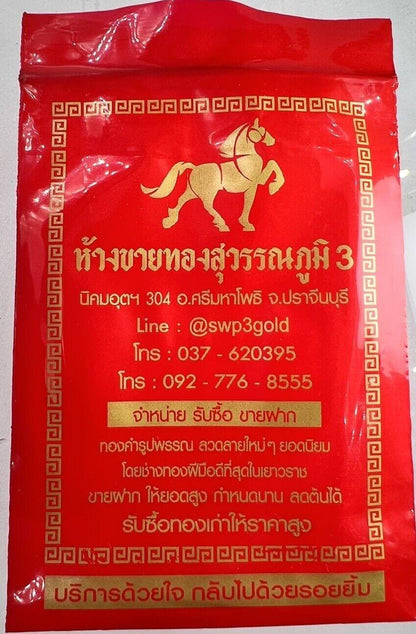 ห้างขายทองสุวรรณภูมิ 3
นิคมอุตฯ 304 อ.ศรีมหาโพธิ จ.ปราจีนบุรี
Line : @swp3gold
โทร : 037 - 620395
โทร : 092 - 776 - 8555
จำหน่าย รับซื้อ ขายฝาก
ทองคำรูปพรรณ ลวดลายใหม่ๆ ยอดนิยม
โดยช่างทองฝีมือดีที่สุดในเยาวราช
ขายฝาก ให้ยอดสูง กำหนดนาน ลดต้นได้
รับซื้อทองเก่าให้ราคาสูง
บริการด้วยใจ กลับไปด้วยรอยยิ้ม